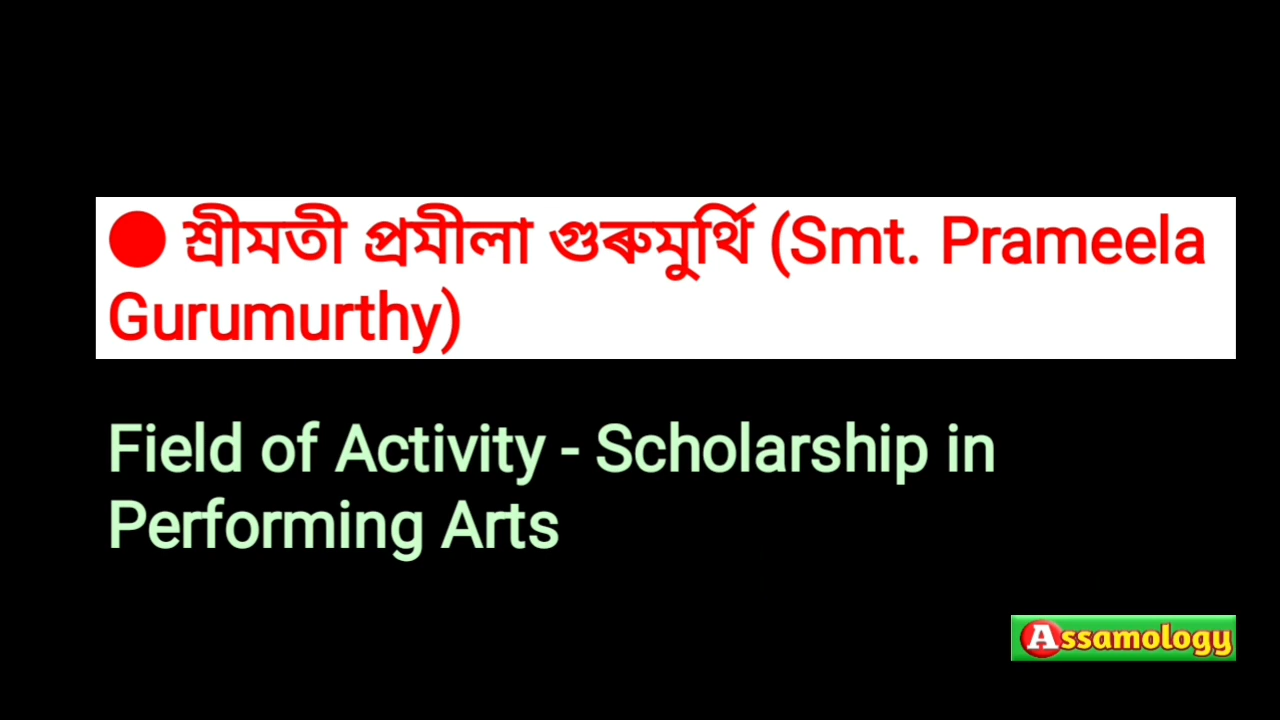 ● শ্ৰীমতী প্ৰমীলা গুৰুমুৰ্থি (Smt. Prameela
Gurumurthy)
Field of Activity - Scholarship in
Performing Arts
Assamology